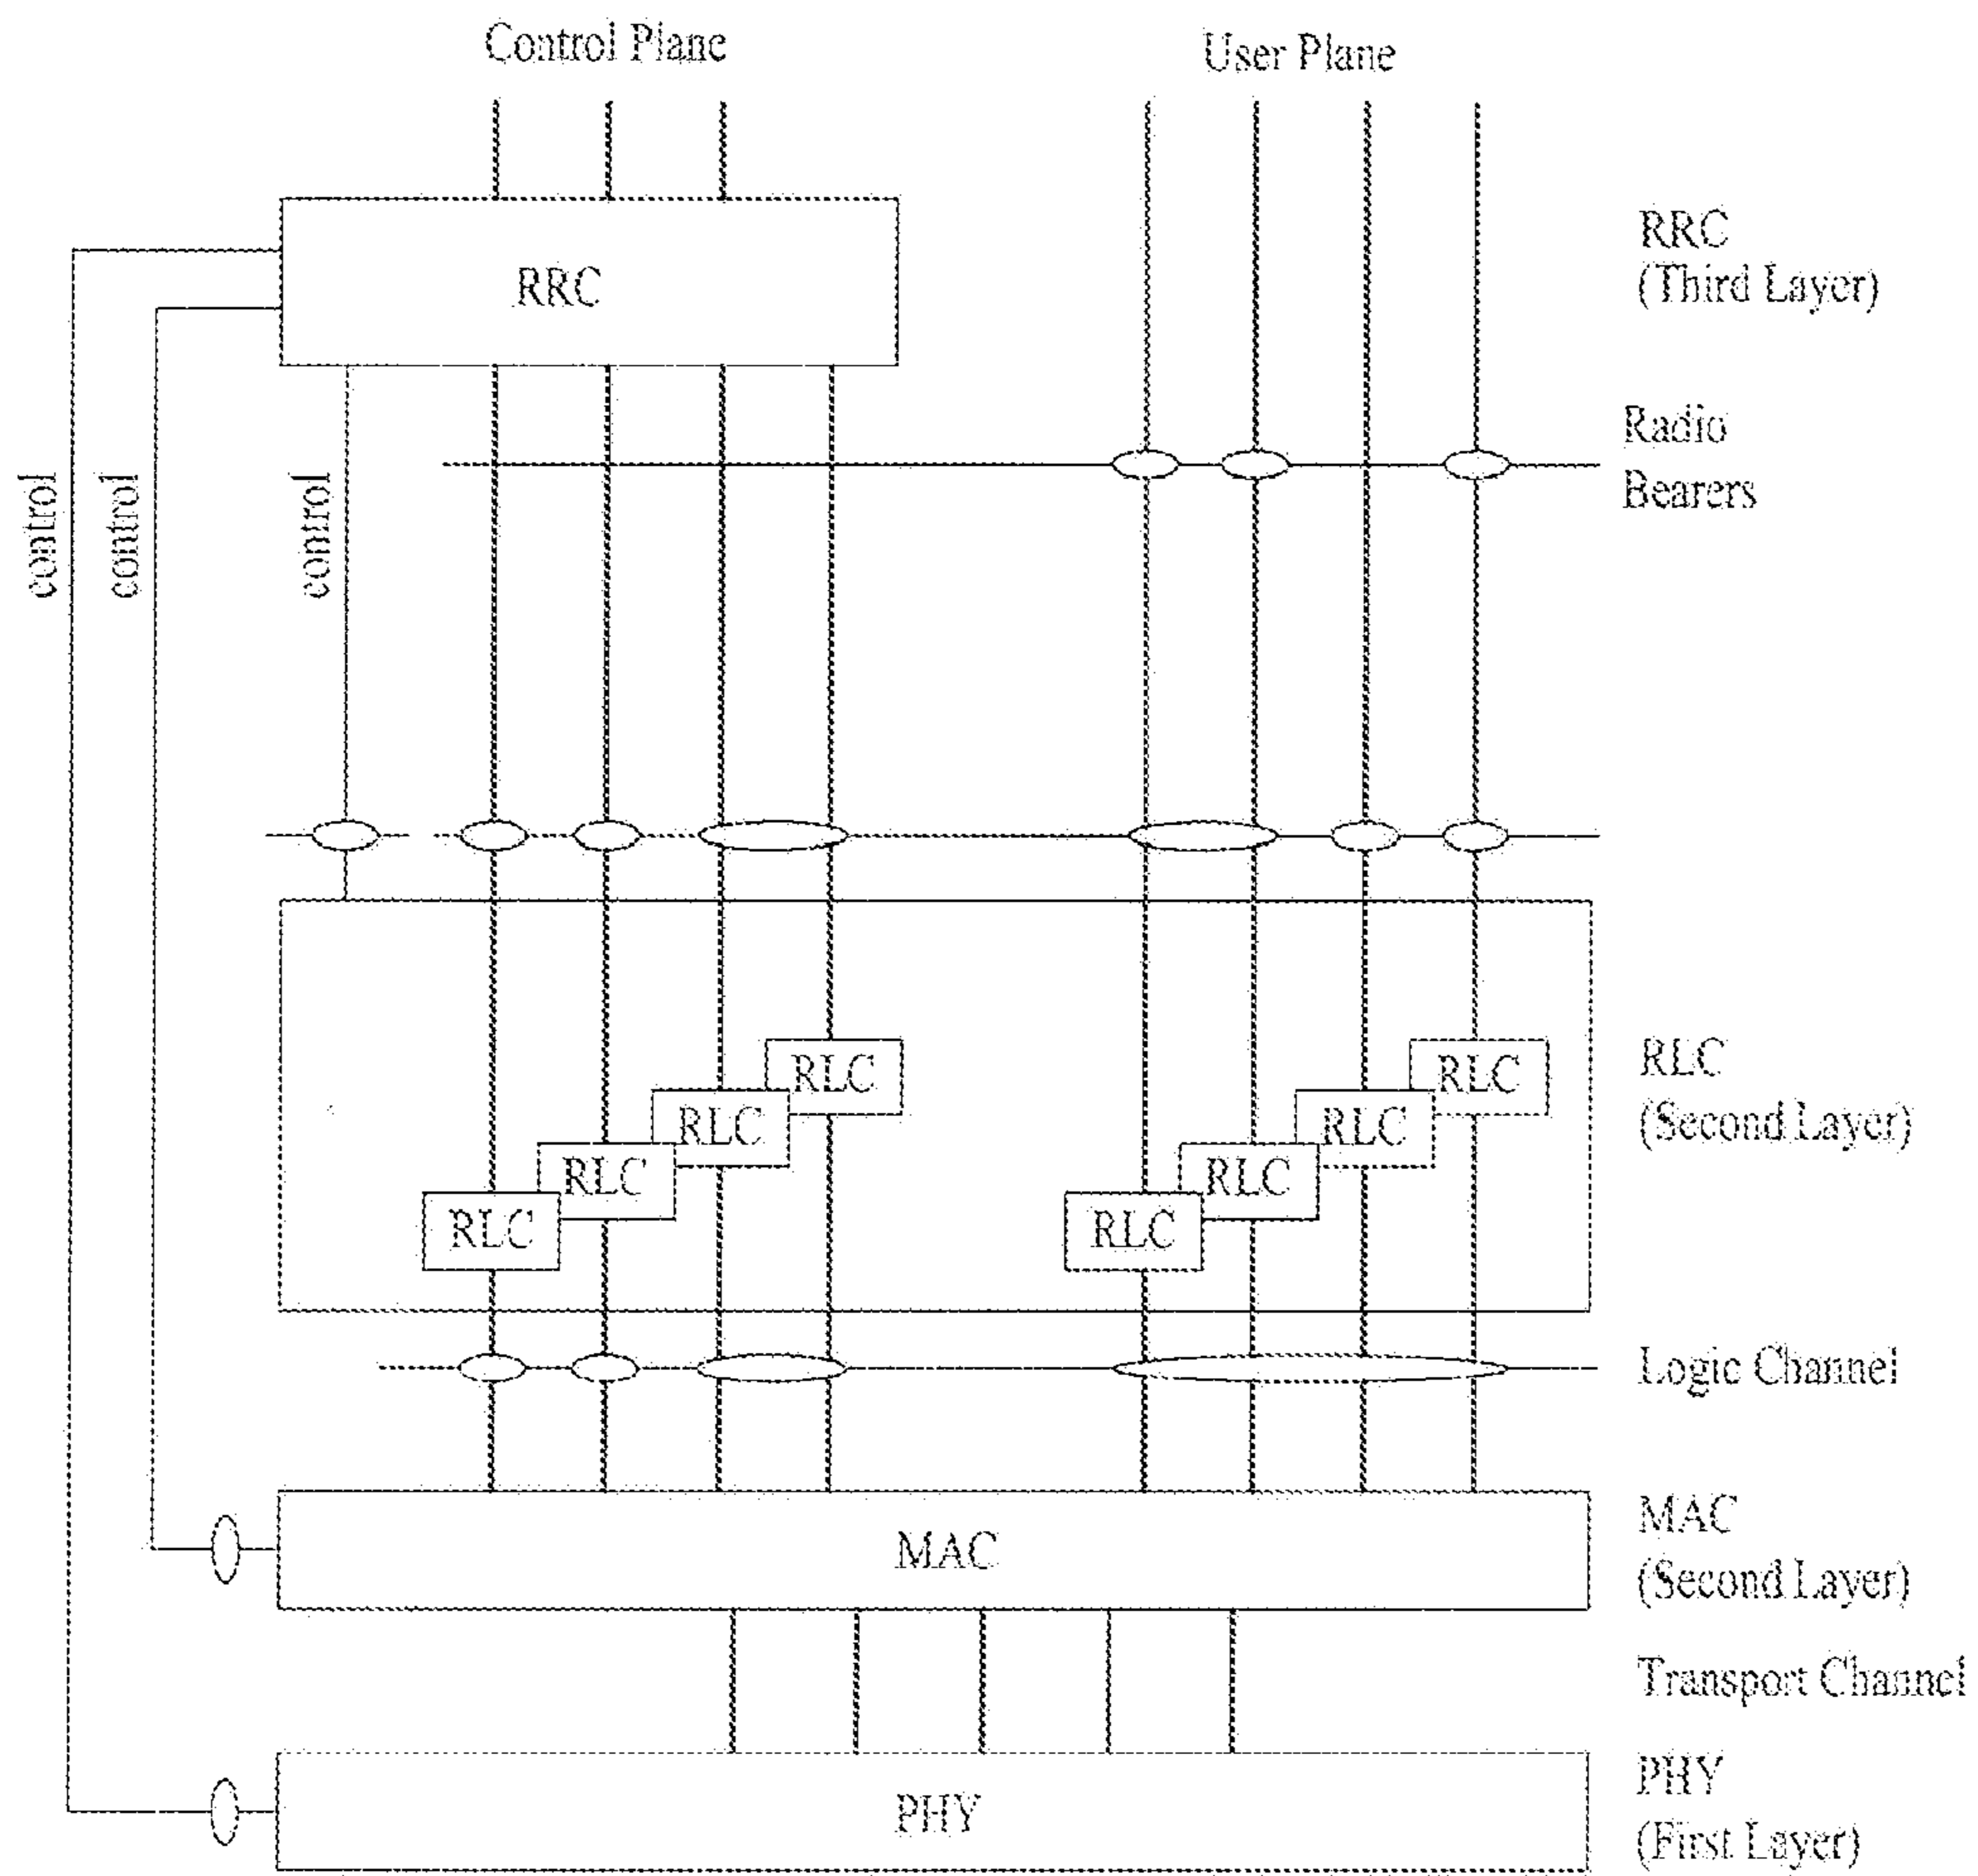 Control Plane
User Plane
RRC
RRC
(Third Layer)
Radio
Bearers
control
control
control
RLC
RLC
RLC
RLC
RLC
RLC
RLC
RLC
RLC
(Second Layer)
Logic Channel
MAC
MAC
(Second Layer)
Transport Channel
PHY
PHY
(First Layer)